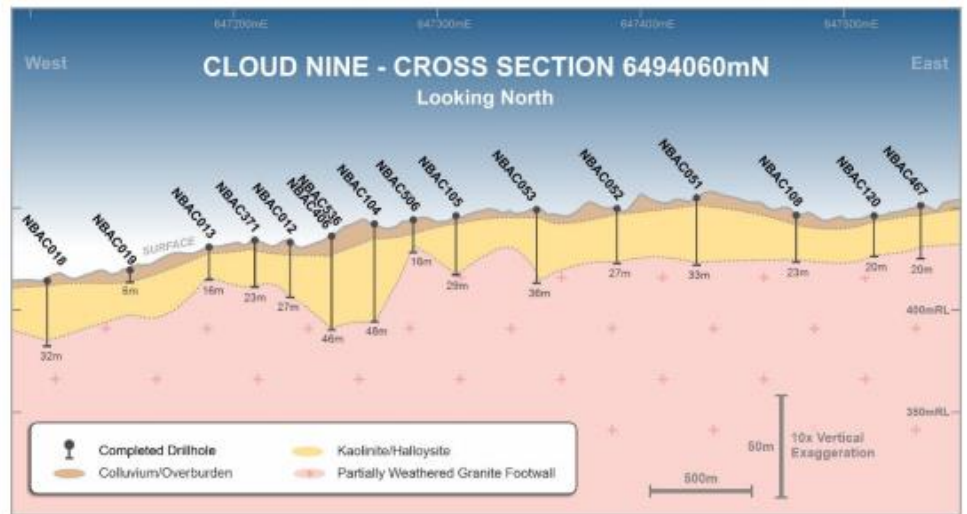 647200mE 647300mE 647400mE 647500mE
West
CLOUD NINE - CROSS SECTION 6494060mN
East
Looking North
NBAC018
NBAC019
SURFACE
NBAC013
NBAC371
NBAC012
NBAC406
NBAC536
NBAC104
NBAC506
NBAC105
NBAC053
NBAC052
NBAC051
NBAC108
NBAC120
NBAC467
32m
6m
16m
23m
27m
46m
48m
16m
29m
36m
27m
33m
23m
20m
20m
400mRL
350mRL
Completed Drillhole
Kaolinite/Halloysite
Colluvium/Overburden
Partially Weathered Granite Footwall
500m
50m
10x Vertical
Exaggeration